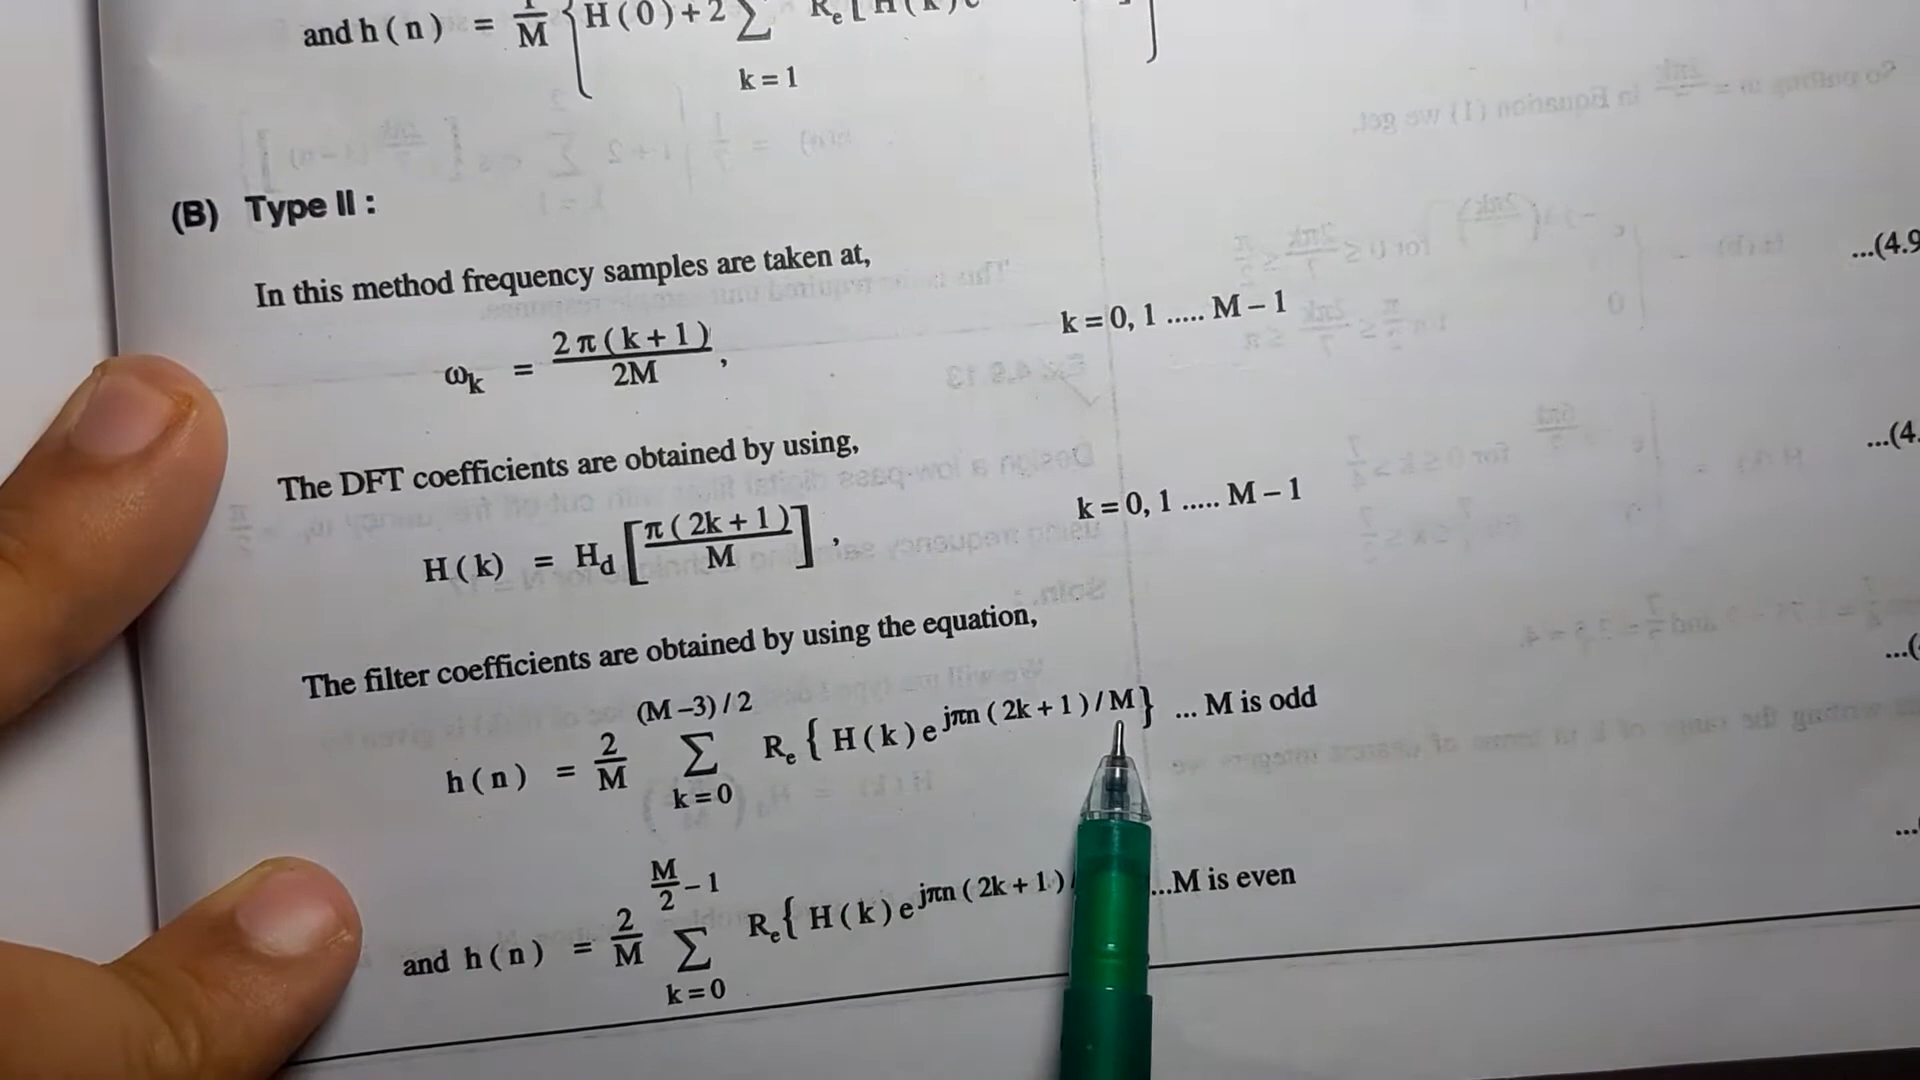 and h ( n ) = 1/M { H ( 0 ) + 2 ∑ k = 1 Re [ H ( k ) e
(B) Type II :
In this method frequency samples are taken at,
ωk = 2 π ( k + 1 ) / 2M , k = 0, 1 ..... M – 1 ...(4.9
The DFT coefficients are obtained by using,
H ( k ) = Hd [ π ( 2k + 1 ) / M ] , k = 0, 1 ..... M – 1 ...(4.
The filter coefficients are obtained by using the equation,
h ( n ) = 2/M ∑ k = 0 (M –3) / 2 Re { H ( k ) e jπn ( 2k + 1 ) / M } ... M is odd ...(
and h ( n ) = 2/M ∑ k = 0 M/2 – 1 Re { H ( k ) e jπn ( 2k + 1 ) ...M is even ...